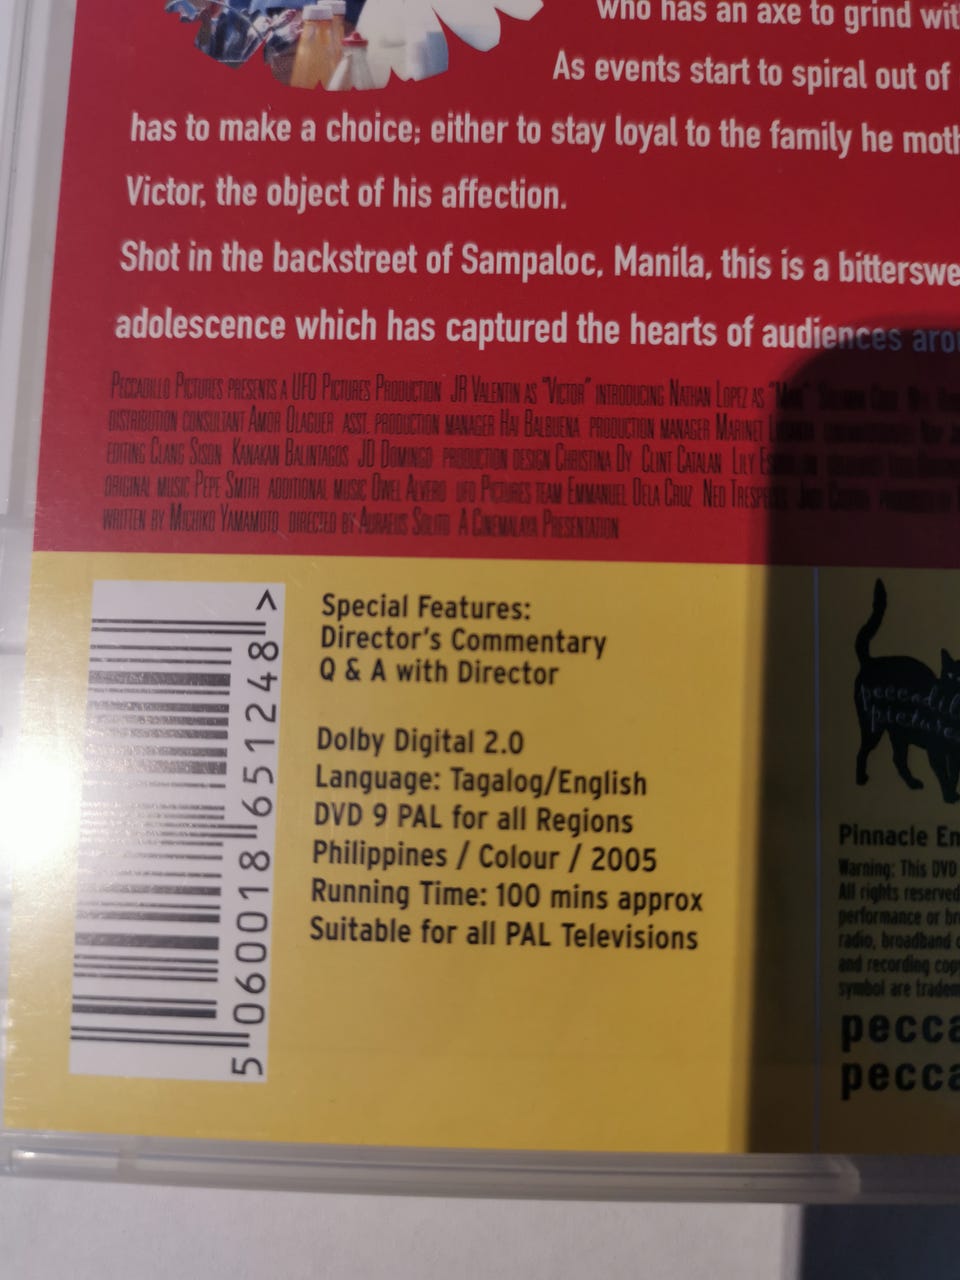 who has an axe to grind wit
As events start to spiral out of
has to make a choice; either to stay loyal to the family he moth
Victor, the object of his affection.
Shot in the backstreet of Sampaloc, Manila, this is a bitterswe
adolescence which has captured the hearts of audiences aro
PECCADILLO PICTURES PRESENTS A UFO PICTURES PRODUCTION JR VALENTIN AS "VICTOR" INTRODUCING NATHAN LOPEZ AS "MAXI" SOLIMAN CRUZ
DISTRIBUTION CONSULTANT AMOR OLAGUER ASST. PRODUCTION MANAGER HAI BALBUENA PRODUCTION MANAGER MARINET
EDITING CLANG SISON KANAKAN BALINTAGOS JD DOMINGO PRODUCTION DESIGN CHRISTINA DY CLINT CATALAN LILY
ORIGINAL MUSIC PEPE SMITH ADDITIONAL MUSIC OWEL ALVERO UFO PICTURES TEAM EMMANUEL DELA CRUZ NEO
WRITTEN BY MICHIKO YAMAMOTO DIRECTED BY AURAEUS SOLITO A CINEMALAYA PRESENTATION
5 060018 651248 >
Special Features:
Director's Commentary
Q & A with Director
Dolby Digital 2.0
Language: Tagalog/English
DVD 9 PAL for all Regions
Philippines / Colour / 2005
Running Time: 100 mins approx
Suitable for all PAL Televisions
peccadil
picture
Pinnacle En
Warning: This DVD
All rights reserved
performance or br
radio, broadband
and recording cop
symbol are tradem
pecca
pecca